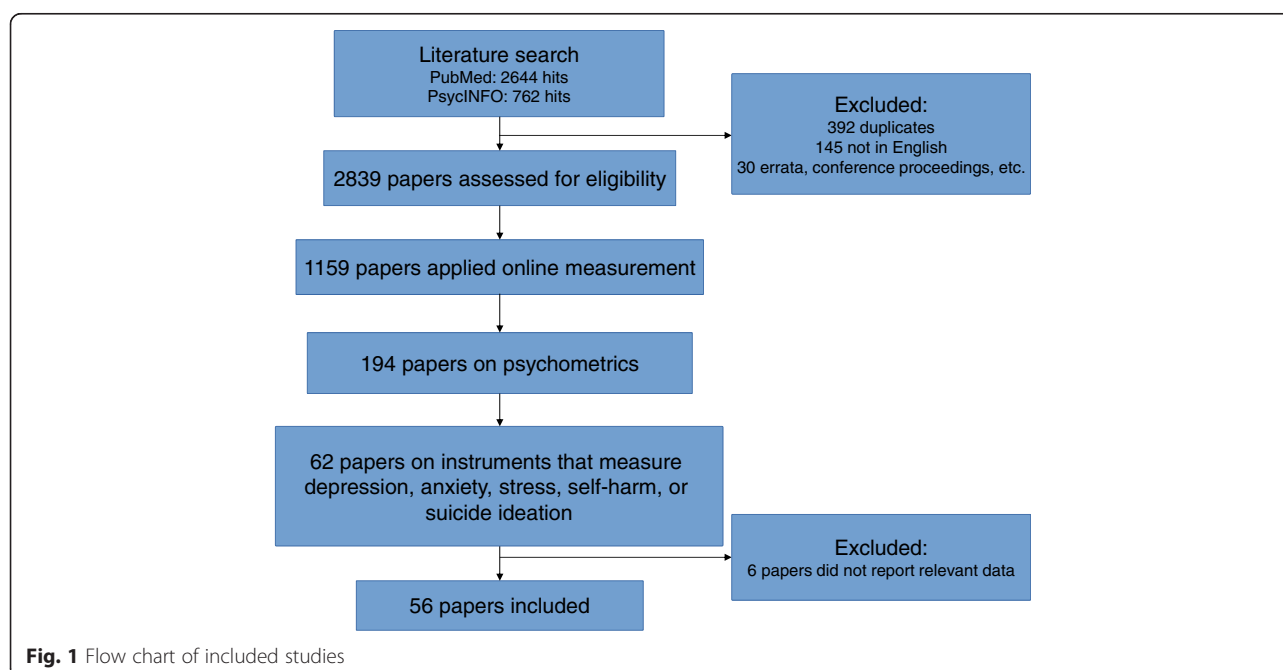 Literature search
PubMed: 2644 hits
PsycINFO: 762 hits
Excluded:
392 duplicates
145 not in English
30 errata, conference proceedings, etc.
2839 papers assessed for eligibility
1159 papers applied online measurement
194 papers on psychometrics
62 papers on instruments that measure
depression, anxiety, stress, self-harm, or
suicide ideation
Excluded:
6 papers did not report relevant data
56 papers included
Fig. 1 Flow chart of included studies